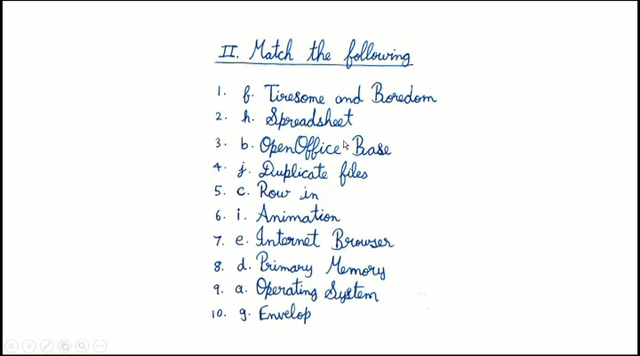 II. Match the following
1. f. Tiresome and Boredom
2. h. Spreadsheet
3. b. OpenOffice Base
4. j. Duplicate files
5. c. Row in
6. i. Animation
7. e. Internet Browser
8. d. Primary Memory
9. a. Operating System
10. g. Envelop